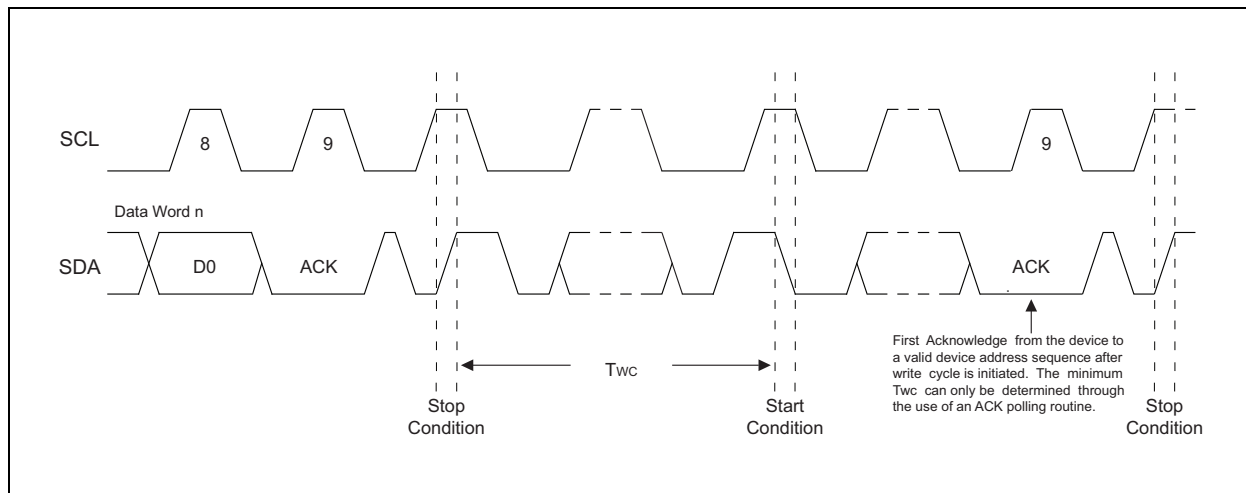 SCL
8
9
9
Data Word n
SDA
D0
ACK
ACK
TWC
First Acknowledge from the device to
a valid device address sequence after
write cycle is initiated. The minimum
Twc can only be determined through
the use of an ACK polling routine.
Stop
Condition
Start
Condition
Stop
Condition